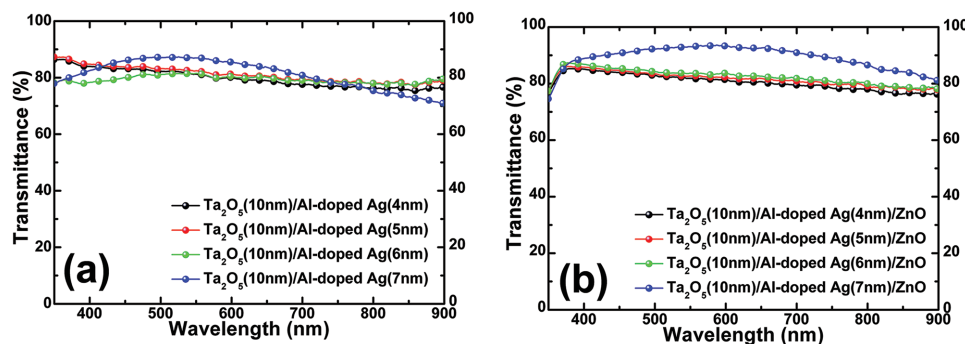 100
80
60
40
20
0
Transmittance (%)
100
80
60
40
20
0
400 500 600 700 800 900
Wavelength (nm)
Ta2O5(10nm)/Al-doped Ag(4nm)
Ta2O5(10nm)/Al-doped Ag(5nm)
Ta2O5(10nm)/Al-doped Ag(6nm)
Ta2O5(10nm)/Al-doped Ag(7nm)
(a)
100
80
60
40
20
0
Transmittance (%)
100
80
60
40
20
0
400 500 600 700 800 900
Wavelength (nm)
Ta2O5(10nm)/Al-doped Ag(4nm)/ZnO
Ta2O5(10nm)/Al-doped Ag(5nm)/ZnO
Ta2O5(10nm)/Al-doped Ag(6nm)/ZnO
Ta2O5(10nm)/Al-doped Ag(7nm)/ZnO
(b)